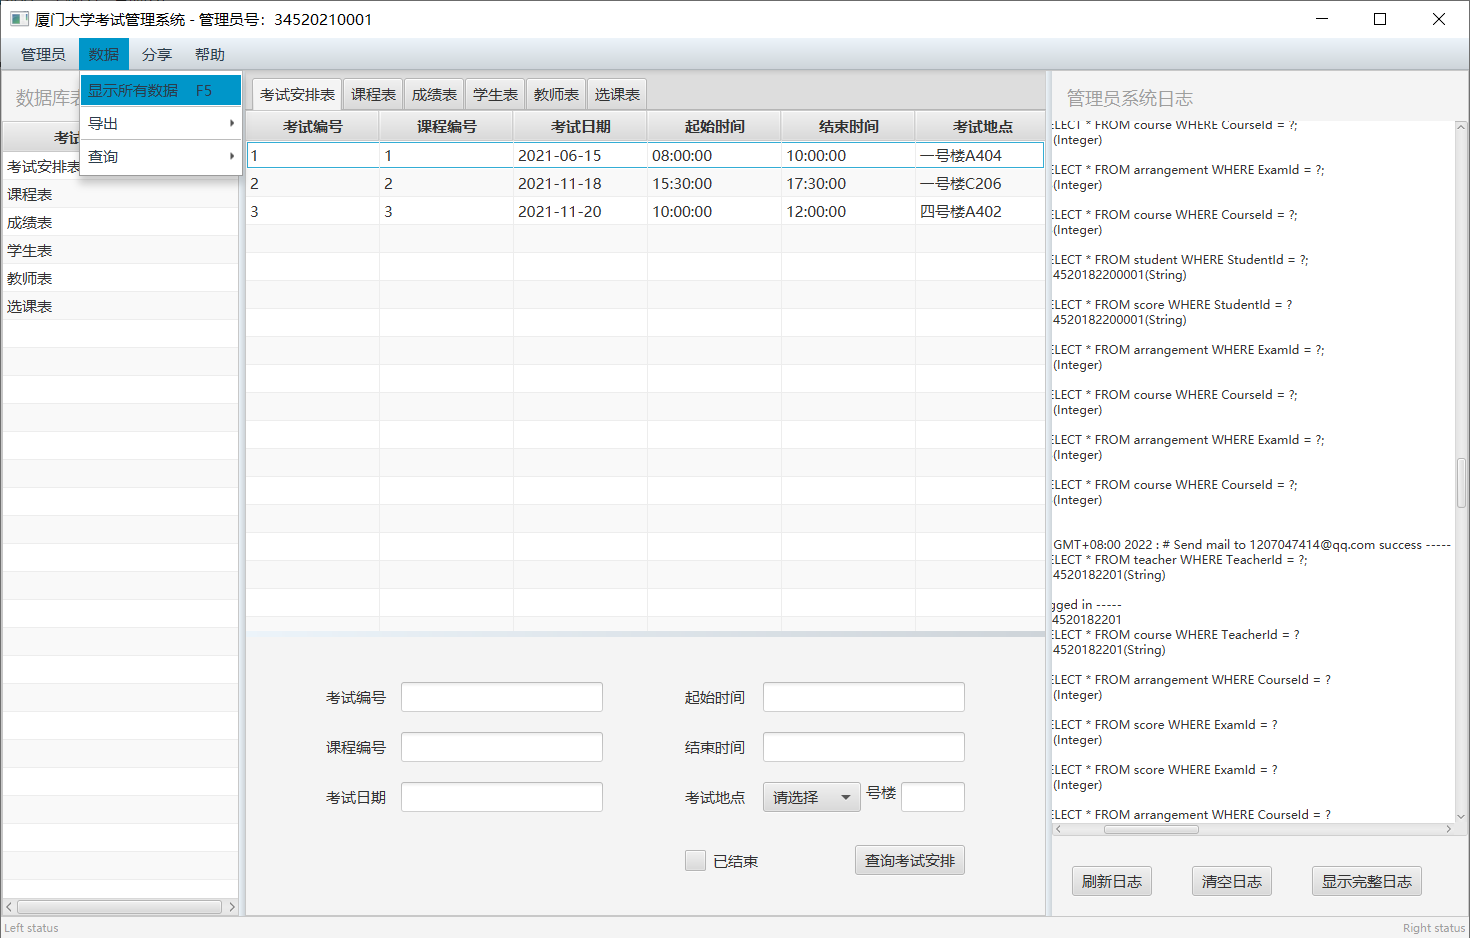 厦门大学考试管理系统 - 管理员号：34520210001
管理员 数据 分享 帮助
显示所有数据 F5
导出
查询
数据库表
考试
考试安排表
课程表
成绩表
学生表
教师表
选课表
考试安排表 课程表 成绩表 学生表 教师表 选课表
考试编号 课程编号 考试日期 起始时间 结束时间 考试地点
1 1 2021-06-15 08:00:00 10:00:00 一号楼A404
2 2 2021-11-18 15:30:00 17:30:00 一号楼C206
3 3 2021-11-20 10:00:00 12:00:00 四号楼A402
考试编号 起始时间
课程编号 结束时间
考试日期 考试地点 请选择 号楼
已结束 查询考试安排
管理员系统日志
ELECT * FROM course WHERE CourseId = ?;
(Integer)
ELECT * FROM arrangement WHERE ExamId = ?;
(Integer)
ELECT * FROM course WHERE CourseId = ?;
(Integer)
ELECT * FROM student WHERE StudentId = ?;
4520182200001(String)
ELECT * FROM score WHERE StudentId = ?
4520182200001(String)
ELECT * FROM arrangement WHERE ExamId = ?;
(Integer)
ELECT * FROM course WHERE CourseId = ?;
(Integer)
ELECT * FROM arrangement WHERE ExamId = ?;
(Integer)
ELECT * FROM course WHERE CourseId = ?;
(Integer)
GMT+08:00 2022 : # Send mail to 1207047414@qq.com success -----
ELECT * FROM teacher WHERE TeacherId = ?;
4520182201(String)
gged in -----
4520182201
ELECT * FROM course WHERE TeacherId = ?
4520182201(String)
ELECT * FROM arrangement WHERE CourseId = ?
(Integer)
ELECT * FROM score WHERE ExamId = ?
(Integer)
ELECT * FROM score WHERE ExamId = ?
(Integer)
ELECT * FROM arrangement WHERE CourseId = ?
刷新日志 清空日志 显示完整日志
Left status Right status